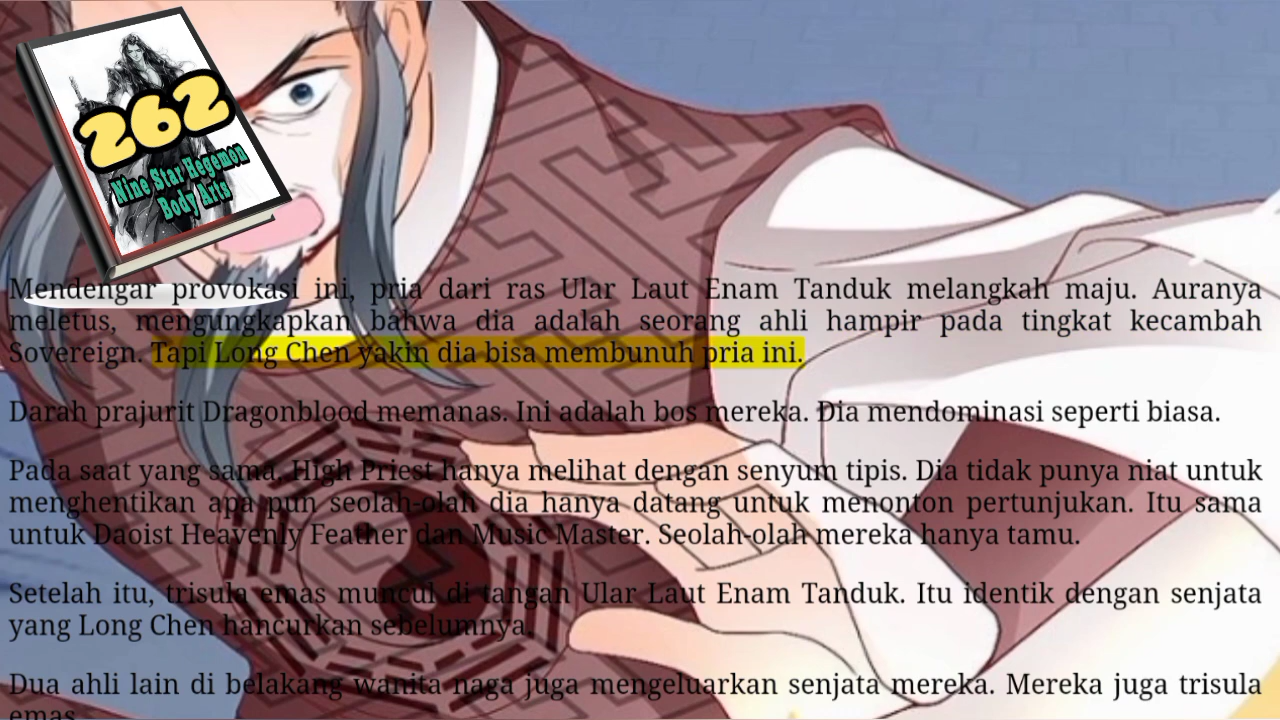 262
Nine Star Hegemon
Body Arts
Mendengar provokasi ini, pria dari ras Ular Laut Enam Tanduk melangkah maju. Auranya
meletus, mengungkapkan bahwa dia adalah seorang ahli hampir pada tingkat kecambah
Sovereign. Tapi Long Chen yakin dia bisa membunuh pria ini.
Darah prajurit Dragonblood memanas. Ini adalah bos mereka. Dia mendominasi seperti biasa.
Pada saat yang sama, High Priest hanya melihat dengan senyum tipis. Dia tidak punya niat untuk
menghentikan apa pun seolah-olah dia hanya datang untuk menonton pertunjukan. Itu sama
untuk Daoist Heavenly Feather dan Music Master. Seolah-olah mereka hanya tamu.
Setelah itu, trisula emas muncul di tangan Ular Laut Enam Tanduk. Itu identik dengan senjata
yang Long Chen hancurkan sebelumnya.
Dua ahli lain di belakang wanita naga juga mengeluarkan senjata mereka. Mereka juga trisula
emas.